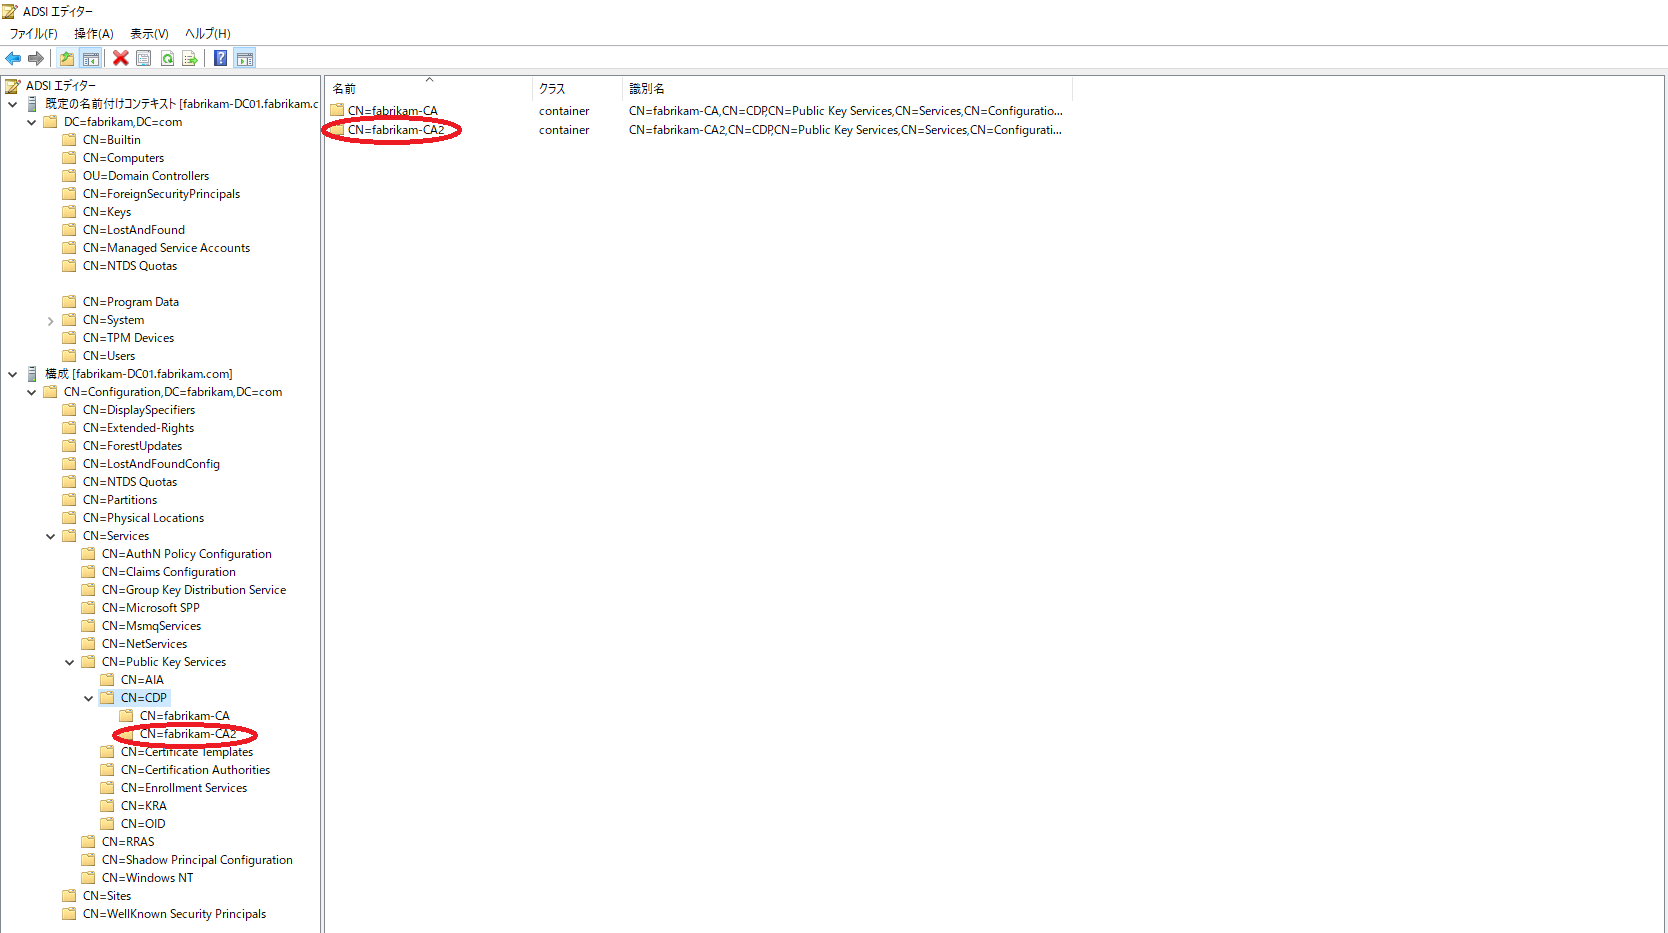 ADSI エディター
ファイル(F) 操作(A) 表示(V) ヘルプ(H)
ADSI エディター
既定の名前付けコンテキスト [fabrikam-DC01.fabrikam.c
DC=fabrikam,DC=com
CN=Builtin
CN=Computers
OU=Domain Controllers
CN=ForeignSecurityPrincipals
CN=Keys
CN=LostAndFound
CN=Managed Service Accounts
CN=NTDS Quotas
CN=Program Data
CN=System
CN=TPM Devices
CN=Users
構成 [fabrikam-DC01.fabrikam.com]
CN=Configuration,DC=fabrikam,DC=com
CN=DisplaySpecifiers
CN=Extended-Rights
CN=ForestUpdates
CN=LostAndFoundConfig
CN=NTDS Quotas
CN=Partitions
CN=Physical Locations
CN=Services
CN=AuthN Policy Configuration
CN=Claims Configuration
CN=Group Key Distribution Service
CN=Microsoft SPP
CN=MsmqServices
CN=NetServices
CN=Public Key Services
CN=AIA
CN=CDP
CN=fabrikam-CA
CN=fabrikam-CA2
CN=Certificate Templates
CN=Certification Authorities
CN=Enrollment Services
CN=KRA
CN=OID
CN=RRAS
CN=Shadow Principal Configuration
CN=Windows NT
CN=Sites
CN=WellKnown Security Principals
名前 クラス 識別名
CN=fabrikam-CA container CN=fabrikam-CA,CN=CDP,CN=Public Key Services,CN=Services,CN=Configuratio...
CN=fabrikam-CA2 container CN=fabrikam-CA2,CN=CDP,CN=Public Key Services,CN=Services,CN=Configurati...